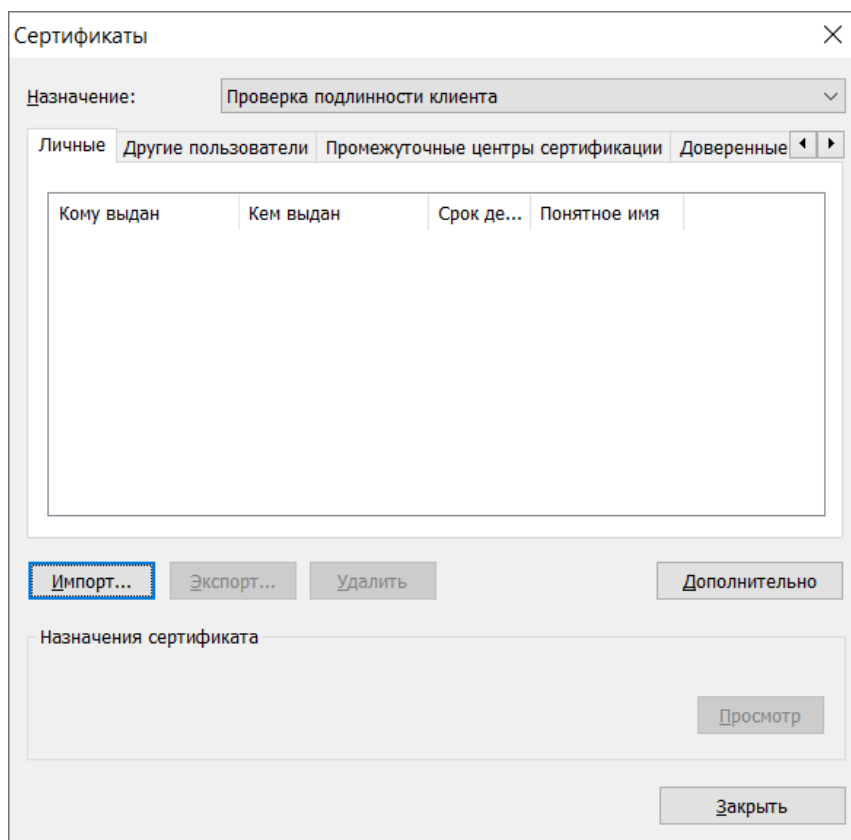 Сертификаты
Назначение: Проверка подлинности клиента
Личные Другие пользователи Промежуточные центры сертификации Доверенные
Кому выдан Кем выдан Срок де... Понятное имя
Импорт... Экспорт... Удалить Дополнительно
Назначения сертификата
Просмотр
Закрыть